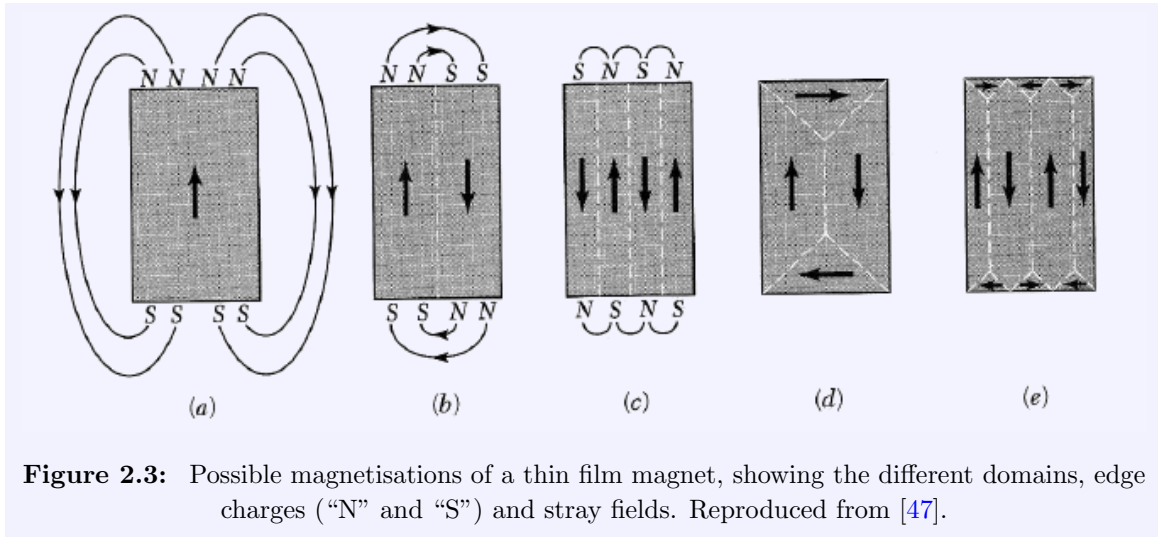 N N N N
N N S S
S N S N
S S S S
S S N N
N S N S
(a)
(b)
(c)
(d)
(e)
Figure 2.3: Possible magnetisations of a thin film magnet, showing the different domains, edge
charges (“N” and “S”) and stray fields. Reproduced from [47].